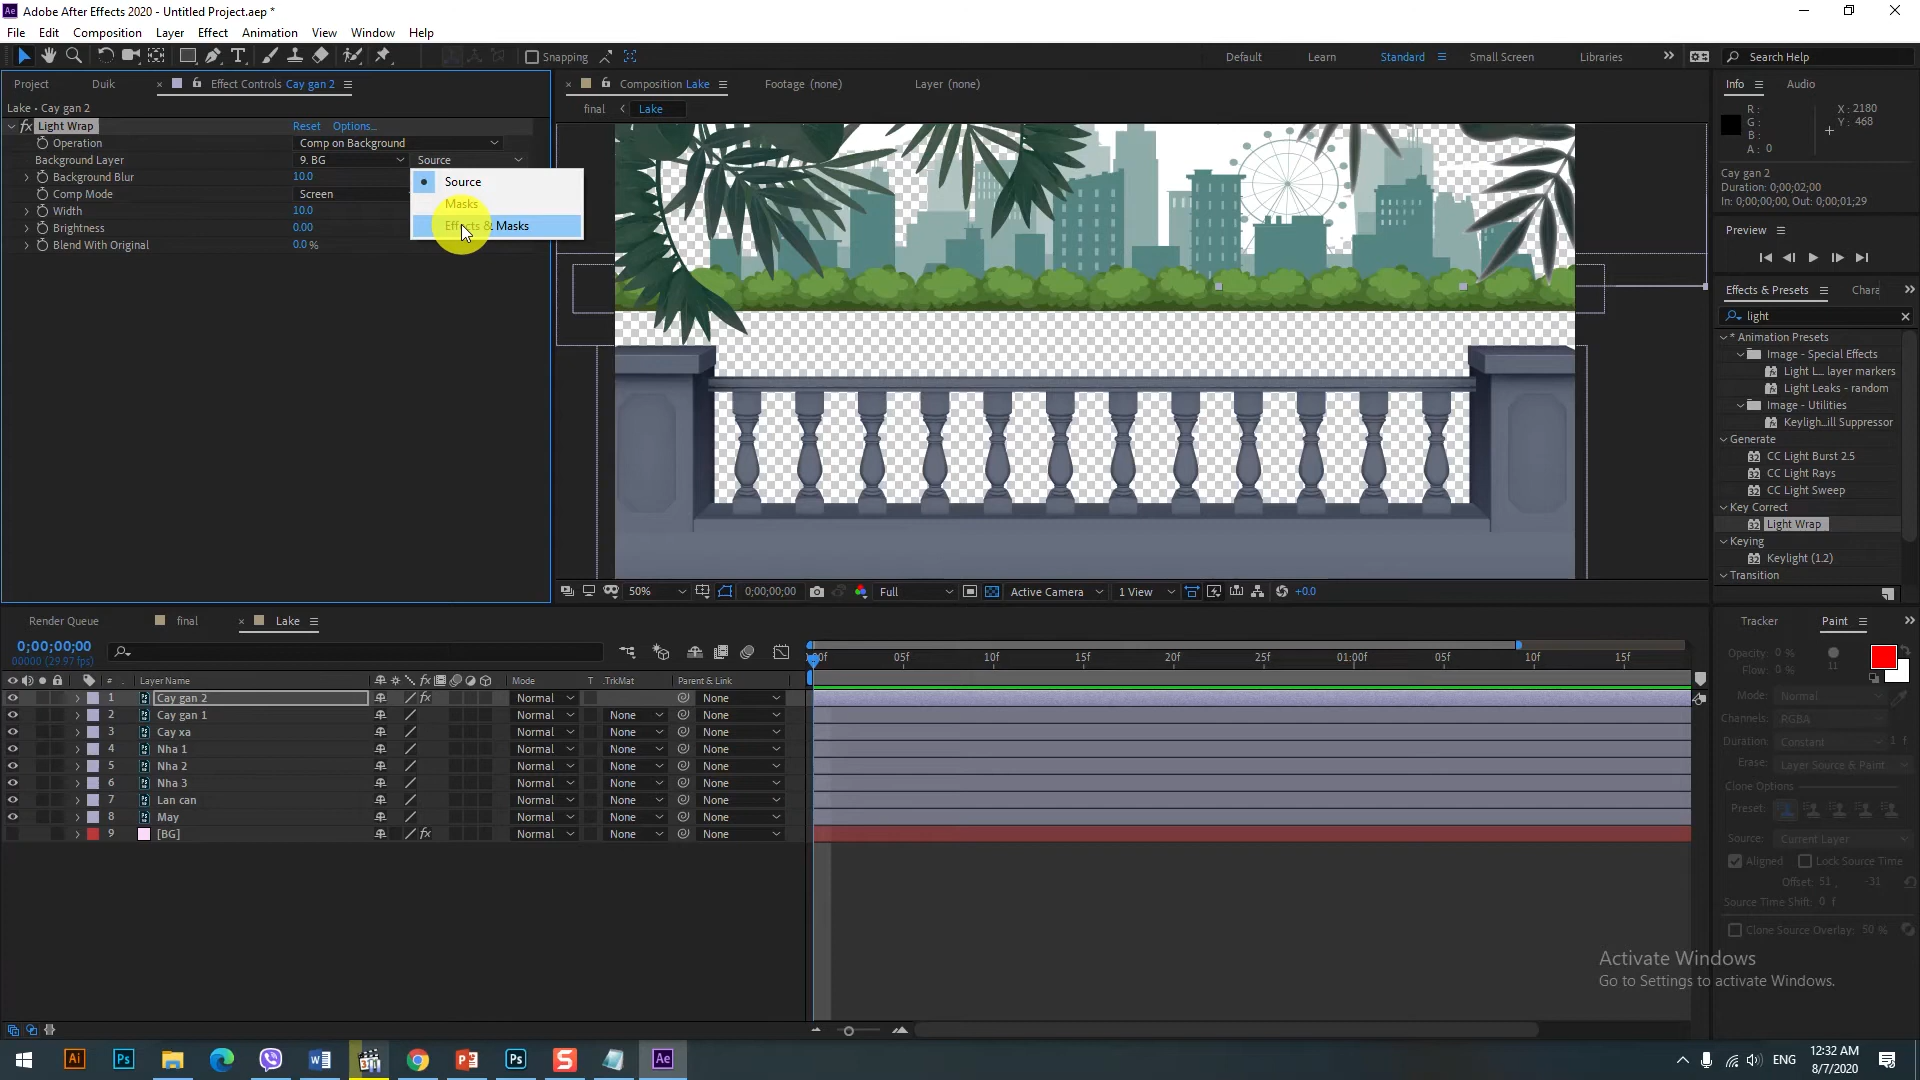 Adobe After Effects 2020 - Untitled Project.aep *
File Edit Composition Layer Effect Animation View Window Help
Snapping Default Learn Standard Small Screen Libraries Search Help
Project Duik Effect Controls Cay gan 2
Composition Lake Footage (none) Layer (none)
Info Audio
Lake • Cay gan 2
final Lake
fx Light Wrap Reset Options...
Operation Comp on Background
Background Layer 9. BG Source
Background Blur 10.0
Comp Mode Screen
Width 10.0
Brightness 0.00
Blend With Original 0.0 %
Source
Masks
Effects & Masks
R: X: 2180
G: Y: 468
B:
A: 0
Cay gan 2
Duration: 0;00;02;00
In: 0;00;00;00, Out: 0;00;01;29
Preview
Effects & Presets Chara
light
* Animation Presets
Image - Special Effects
Light L... layer markers
Light Leaks - random
Image - Utilities
Keyligh...ill Suppressor
Generate
CC Light Burst 2.5
CC Light Rays
CC Light Sweep
Key Correct
Light Wrap
Keying
Keylight (1.2)
Transition
50% 0;00;00;00 Full Active Camera 1 View +0.0
Render Queue final Lake
0;00;00;00
00000 (29.97 fps)
:00f 05f 10f 15f 20f 25f 01:00f 05f 10f 15f
# Layer Name fx Mode T .TrkMat Parent & Link
1 Cay gan 2 fx Normal None
2 Cay gan 1 Normal None None
3 Cay xa Normal None None
4 Nha 1 Normal None None
5 Nha 2 Normal None None
6 Nha 3 Normal None None
7 Lan can Normal None None
8 May Normal None None
9 [BG] fx Normal None None
Tracker Paint
Opacity: 0 %
Flow: 0 % 11
Mode: Normal
Channels: RGBA
Duration: Constant 1 f
Erase: Layer Source & Paint
Clone Options
Preset:
Source: Current Layer
Aligned Lock Source Time
Offset: 51, -31
Source Time Shift: 0 f
Clone Source Overlay: 50 %
Activate Windows
Go to Settings to activate Windows.
ENG
12:32 AM
8/7/2020